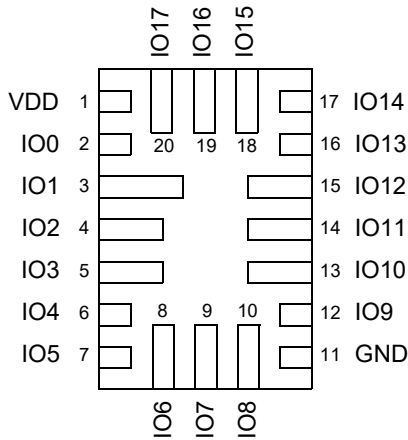 IO17 IO16 IO15
VDD 1 17 IO14
IO0 2 20 19 18 16 IO13
IO1 3 15 IO12
IO2 4 14 IO11
IO3 5 13 IO10
IO4 6 8 9 10 12 IO9
IO5 7 11 GND
IO6 IO7 IO8